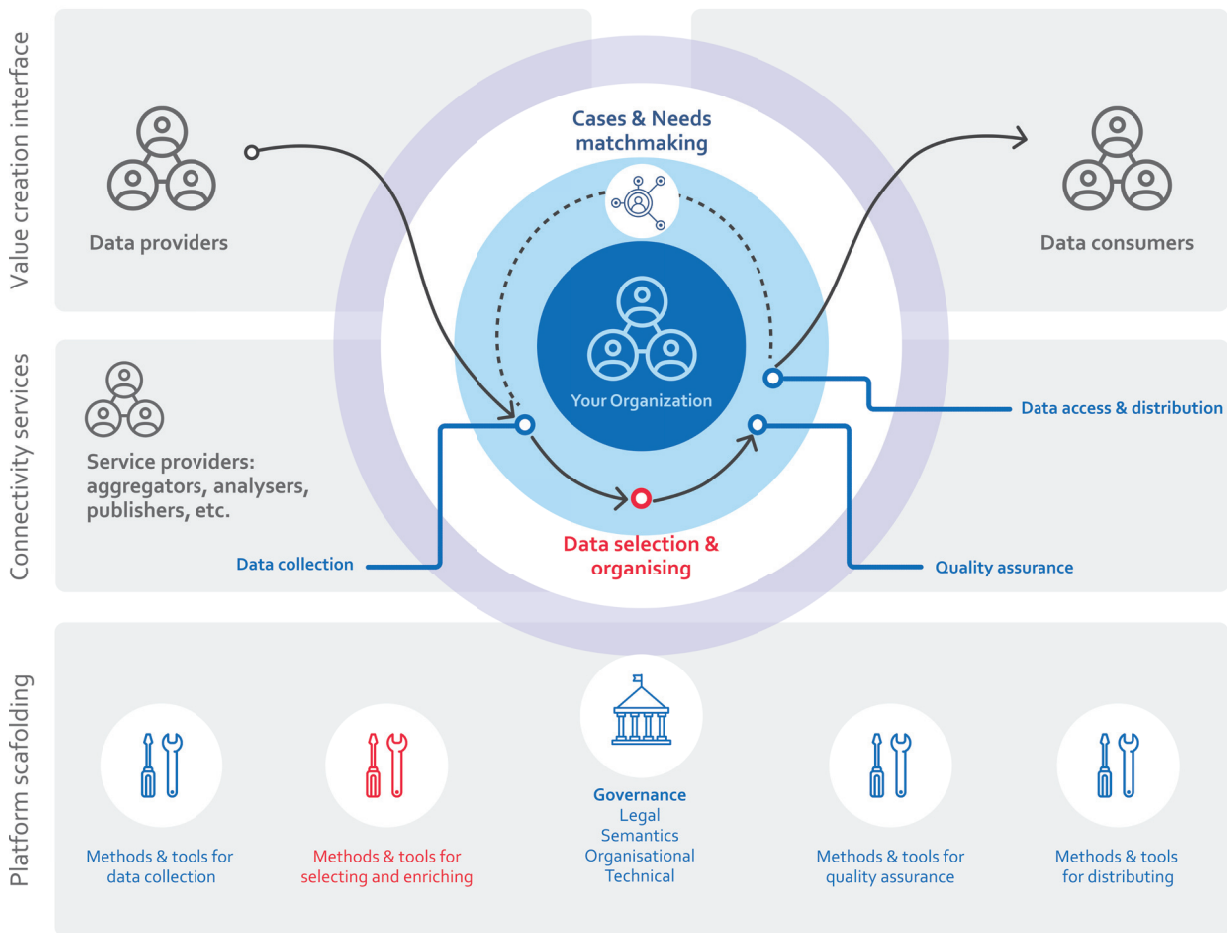 Value creation interface
Cases & Needs
matchmaking
Data providers
Data consumers
Your Organization
Connectivity services
Service providers:
aggregators, analysers,
publishers, etc.
Data access & distribution
Data selection &
organising
Data collection
Quality assurance
Platform scafolding
Governance
Legal
Semantics
Organisational
Technical
Methods & tools for
data collection
Methods & tools for
selecting and enriching
Methods & tools for
quality assurance
Methods & tools
for distributing